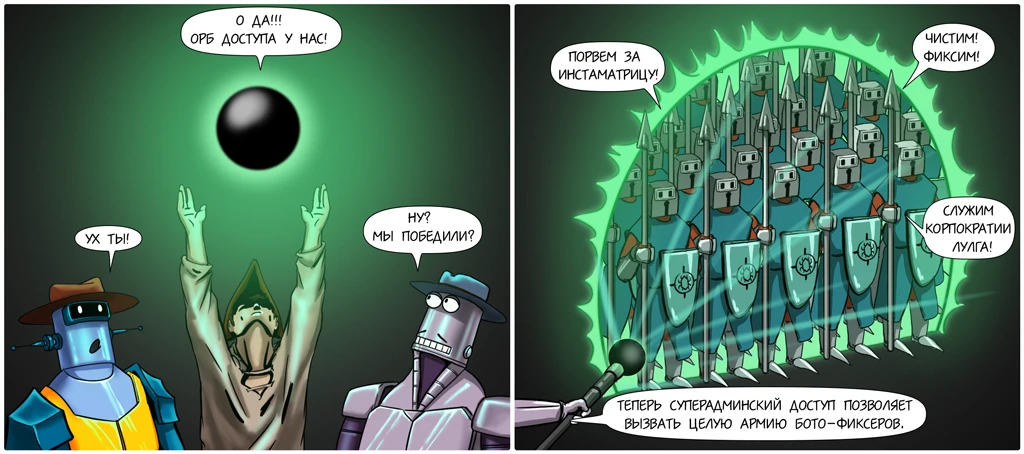 О ДА!!!
ОРБ ДОСТУПА У НАС!
УХ ТЫ!
НУ?
МЫ ПОБЕДИЛИ?
ПОРВЕМ ЗА
ИНСТАМАТРИЦУ!
ЧИСТИМ!
ФИКСИМ!
СЛУЖИМ
КОРПОКРАТИИ
ЛУЛГА!
ТЕПЕРЬ СУПЕРАДМИНСКИЙ ДОСТУП ПОЗВОЛЯЕТ
ВЫЗВАТЬ ЦЕЛУЮ АРМИЮ БОТО-ФИКСЕРОВ.